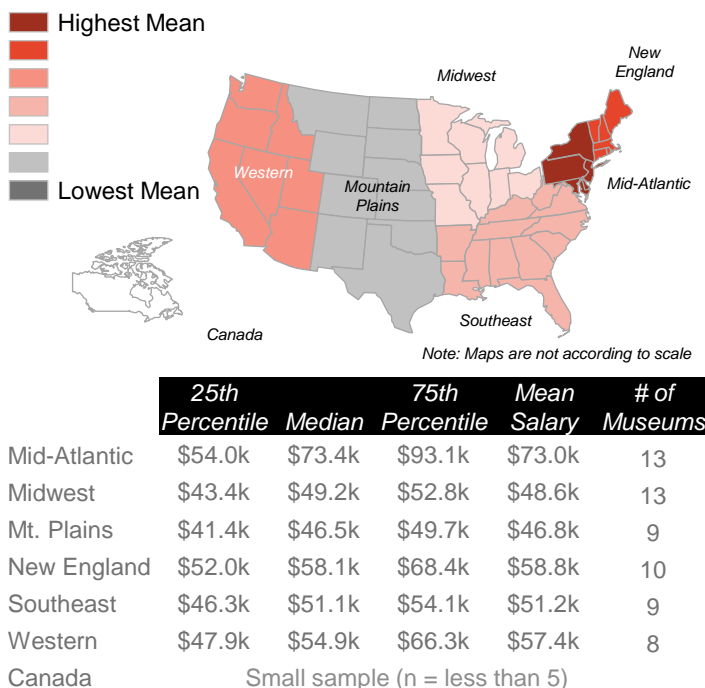 Highest Mean
Lowest Mean
Midwest
New
England
Western
Mountain
Plains
Mid-Atlantic
Canada
Southeast
Note: Maps are not according to scale
25th Percentile Median 75th Percentile Mean Salary # of Museums
Mid-Atlantic $54.0k $73.4k $93.1k $73.0k 13
Midwest $43.4k $49.2k $52.8k $48.6k 13
Mt. Plains $41.4k $46.5k $49.7k $46.8k 9
New England $52.0k $58.1k $68.4k $58.8k 10
Southeast $46.3k $51.1k $54.1k $51.2k 9
Western $47.9k $54.9k $66.3k $57.4k 8
Canada Small sample (n = less than 5)